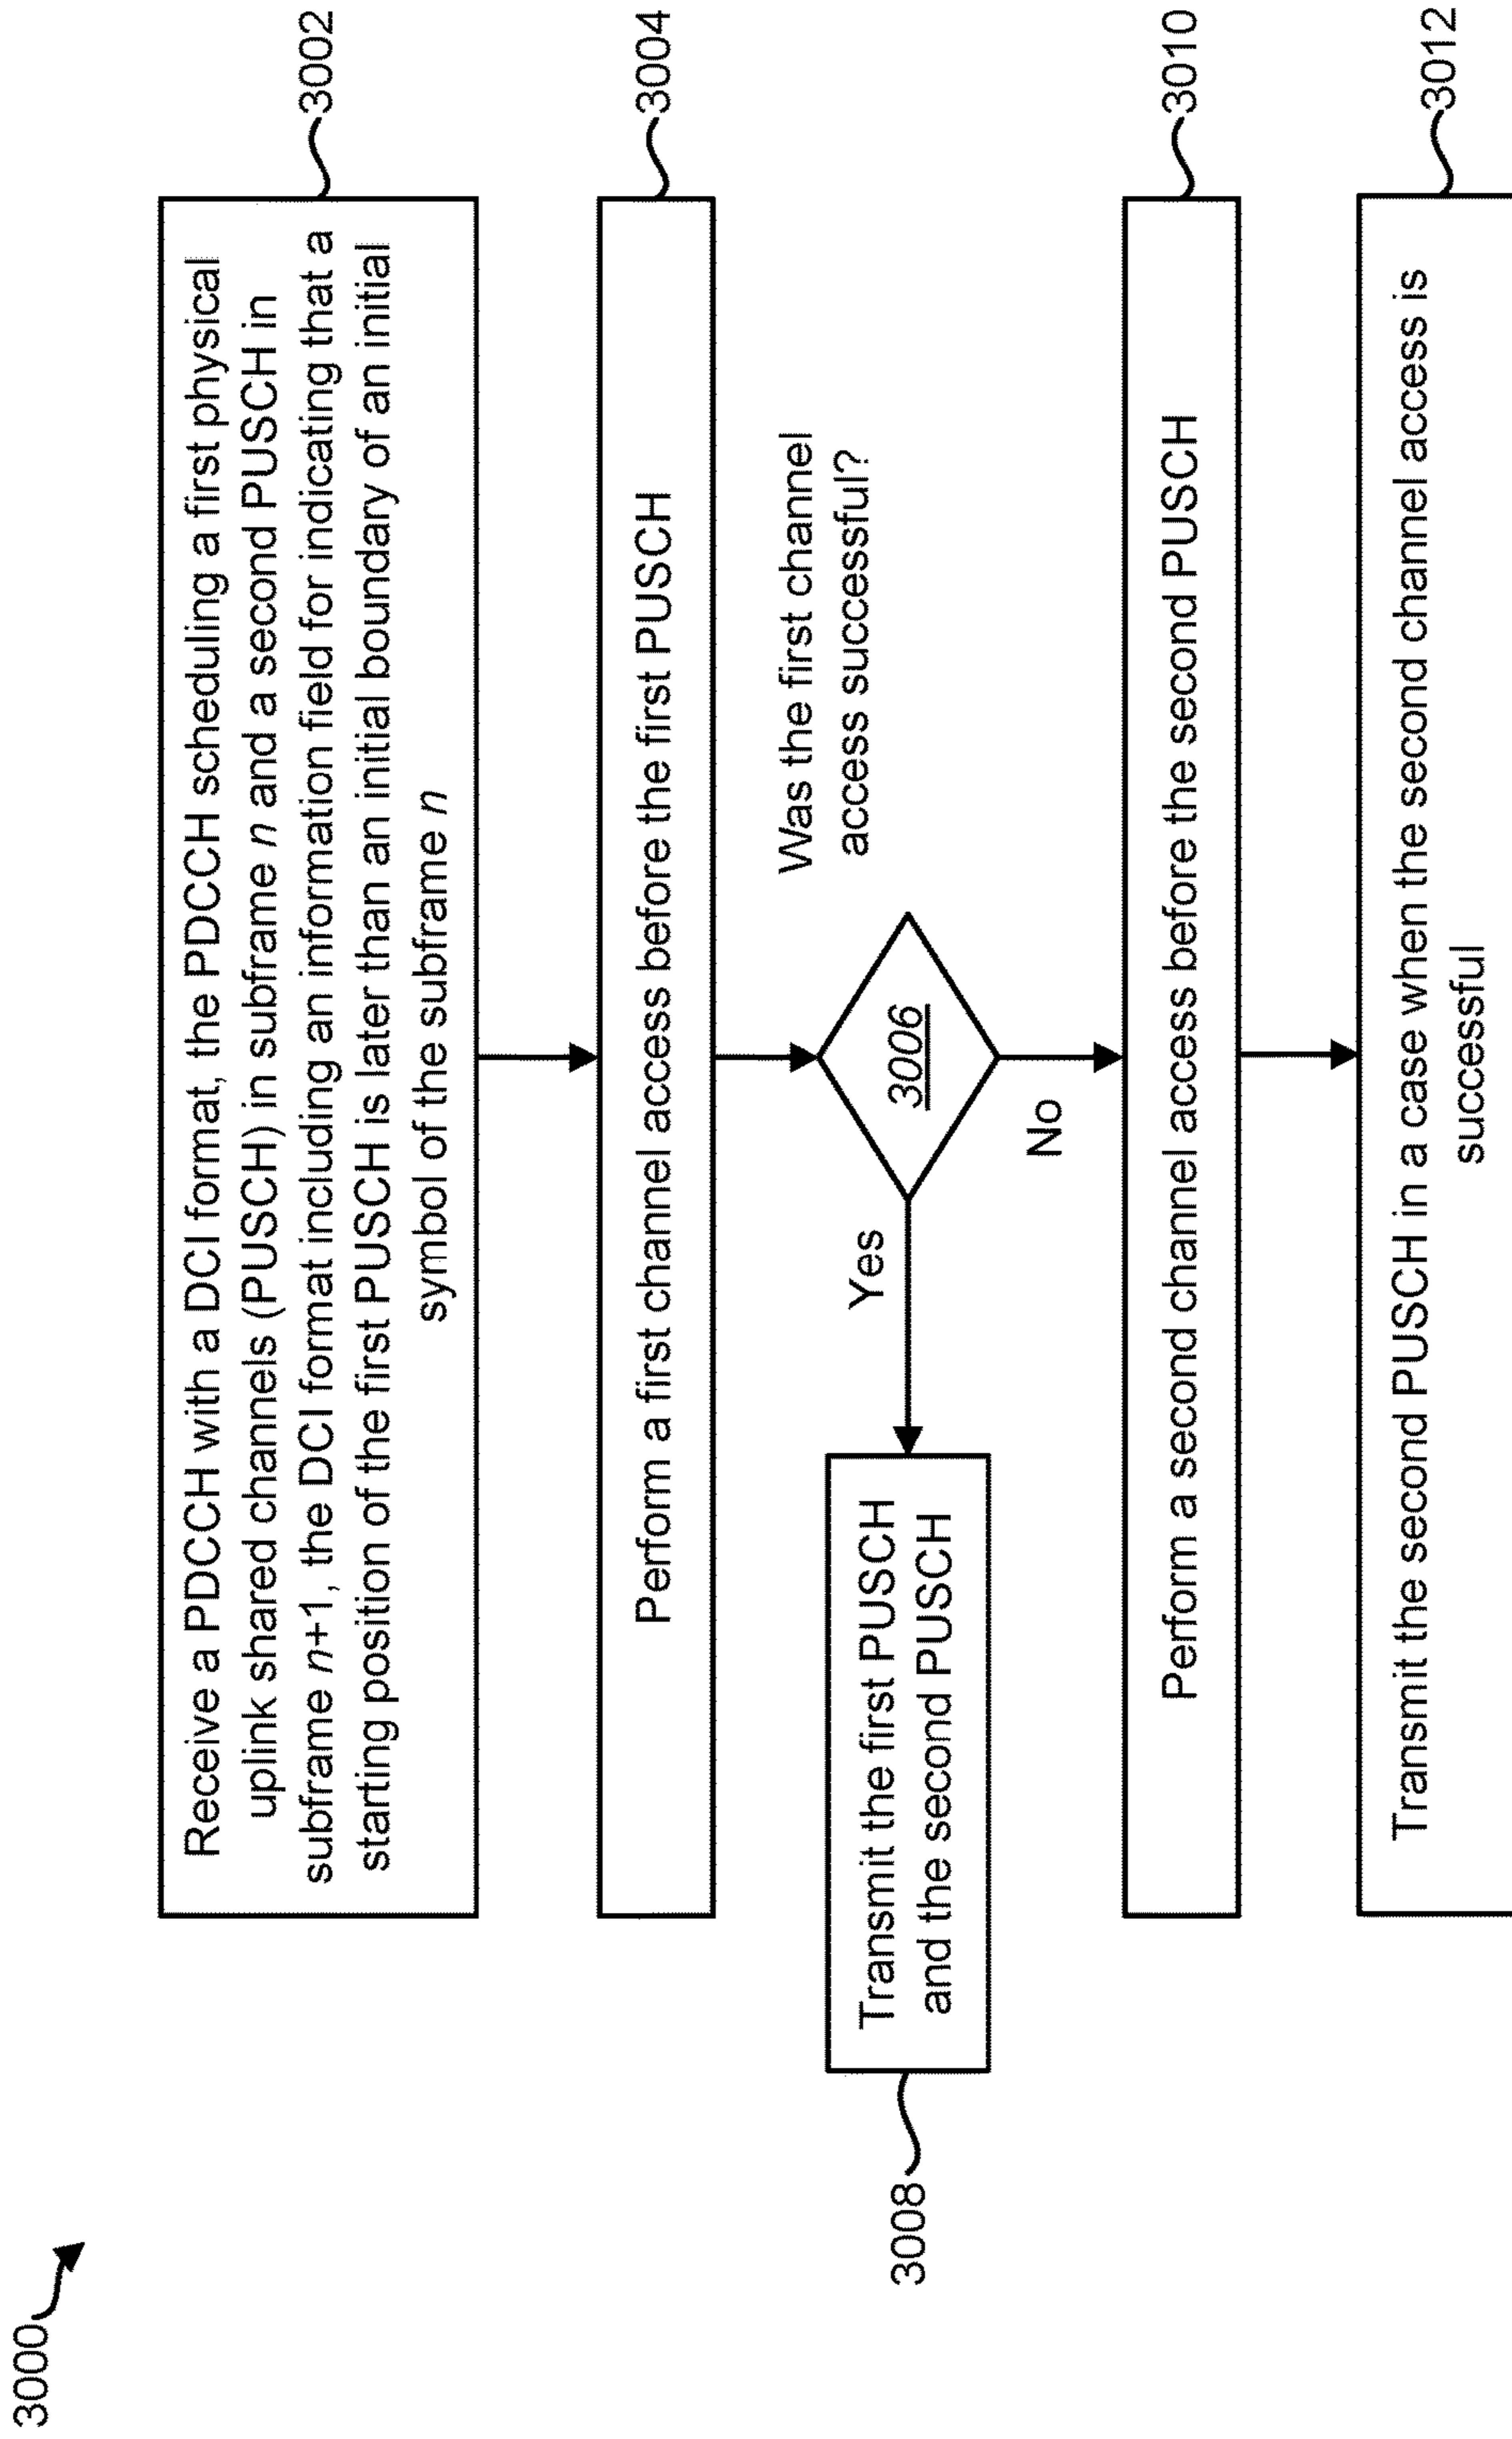 3000
Receive a PDCCH with a DCI format, the PDCCH scheduling a first physical
uplink shared channels (PUSCH) in subframe n and a second PUSCH in
subframe n+1, the DCI format including an information field for indicating that a
starting position of the first PUSCH is later than an initial boundary of an initial
symbol of the subframe n
3002
Perform a first channel access before the first PUSCH
3004
Was the first channel
access successful?
3006
Yes
No
Transmit the first PUSCH
and the second PUSCH
3008
Perform a second channel access before the second PUSCH
3010
Transmit the second PUSCH in a case when the second channel access is
successful
3012